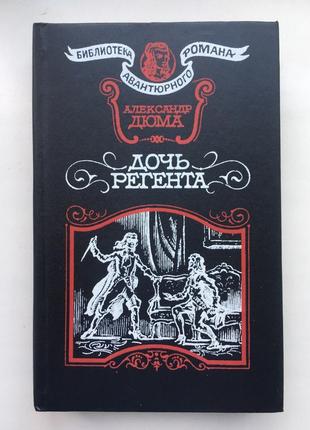 БИБЛИОТЕКА РОМАНА
АВАНТЮРНОГО
АЛЕКСАНДР
ДЮМА
ДОЧЬ
РЕГЕНТА